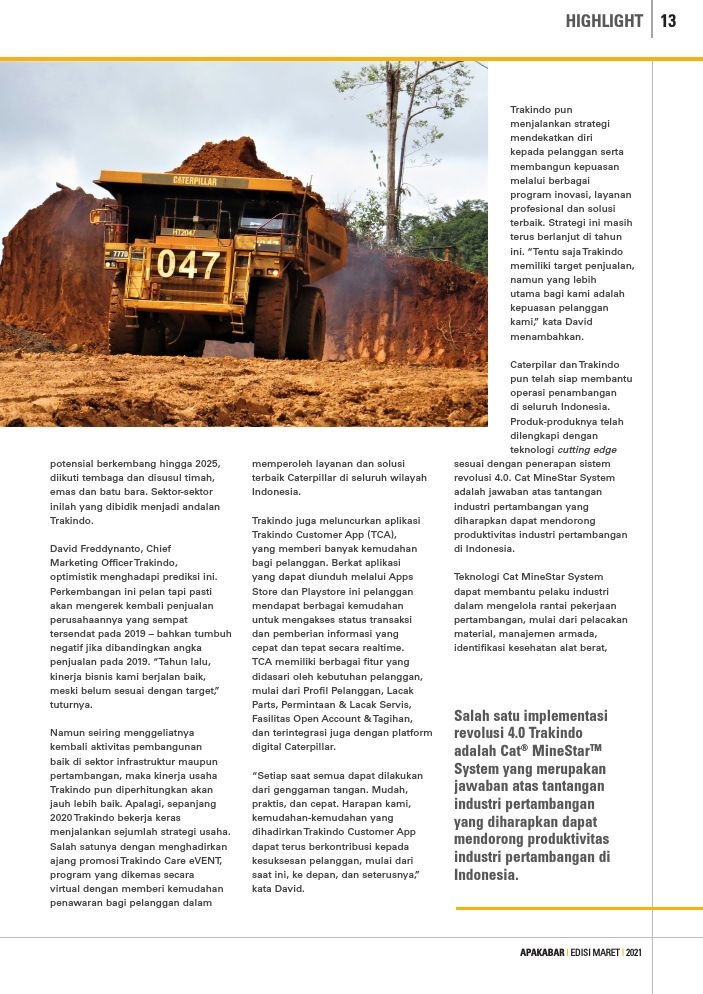 HIGHLIGHT 13
CATERPILLAR
HT2047
777D
047
potensial berkembang hingga 2025,
diikuti tembaga dan disusul timah,
emas dan batu bara. Sektor-sektor
inilah yang dibidik menjadi andalan
Trakindo.
David Freddynanto, Chief
Marketing Officer Trakindo,
optimistik menghadapi prediksi ini.
Perkembangan ini pelan tapi pasti
akan mengerek kembali penjualan
perusahaannya yang sempat
tersendat pada 2019 – bahkan tumbuh
negatif jika dibandingkan angka
penjualan pada 2019. “Tahun lalu,
kinerja bisnis kami berjalan baik,
meski belum sesuai dengan target,”
tuturnya.
Namun seiring menggeliatnya
kembali aktivitas pembangunan
baik di sektor infrastruktur maupun
pertambangan, maka kinerja usaha
Trakindo pun diperhitungkan akan
jauh lebih baik. Apalagi, sepanjang
2020 Trakindo bekerja keras
menjalankan sejumlah strategi usaha.
Salah satunya dengan menghadirkan
ajang promosi Trakindo Care eVENT,
program yang dikemas secara
virtual dengan memberi kemudahan
penawaran bagi pelanggan dalam
memperoleh layanan dan solusi
terbaik Caterpillar di seluruh wilayah
Indonesia.
Trakindo juga meluncurkan aplikasi
Trakindo Customer App (TCA),
yang memberi banyak kemudahan
bagi pelanggan. Berkat aplikasi
yang dapat diunduh melalui Apps
Store dan Playstore ini pelanggan
mendapat berbagai kemudahan
untuk mengakses status transaksi
dan pemberian informasi yang
cepat dan tepat secara realtime.
TCA memiliki berbagai fitur yang
didasari oleh kebutuhan pelanggan,
mulai dari Profil Pelanggan, Lacak
Parts, Permintaan & Lacak Servis,
Fasilitas Open Account & Tagihan,
dan terintegrasi juga dengan platform
digital Caterpillar.
“Setiap saat semua dapat dilakukan
dari genggaman tangan. Mudah,
praktis, dan cepat. Harapan kami,
kemudahan-kemudahan yang
dihadirkan Trakindo Customer App
dapat terus berkontribusi kepada
kesuksesan pelanggan, mulai dari
saat ini, ke depan, dan seterusnya,”
kata David.
Trakindo pun
menjalankan strategi
mendekatkan diri
kepada pelanggan serta
membangun kepuasan
melalui berbagai
program inovasi, layanan
profesional dan solusi
terbaik. Strategi ini masih
terus berlanjut di tahun
ini. “Tentu saja Trakindo
memiliki target penjualan,
namun yang lebih
utama bagi kami adalah
kepuasan pelanggan
kami,” kata David
menambahkan.
Caterpilar dan Trakindo
pun telah siap membantu
operasi penambangan
di seluruh Indonesia.
Produk-produknya telah
dilengkapi dengan
teknologi cutting edge
sesuai dengan penerapan sistem
revolusi 4.0. Cat MineStar System
adalah jawaban atas tantangan
industri pertambangan yang
diharapkan dapat mendorong
produktivitas industri pertambangan
di Indonesia.
Teknologi Cat MineStar System
dapat membantu pelaku industri
dalam mengelola rantai pekerjaan
pertambangan, mulai dari pelacakan
material, manajemen armada,
identifikasi kesehatan alat berat,
Salah satu implementasi
revolusi 4.0 Trakindo
adalah Cat® MineStar™
System yang merupakan
jawaban atas tantangan
industri pertambangan
yang diharapkan dapat
mendorong produktivitas
industri pertambangan di
Indonesia.
APAKABAR | EDISI MARET | 2021